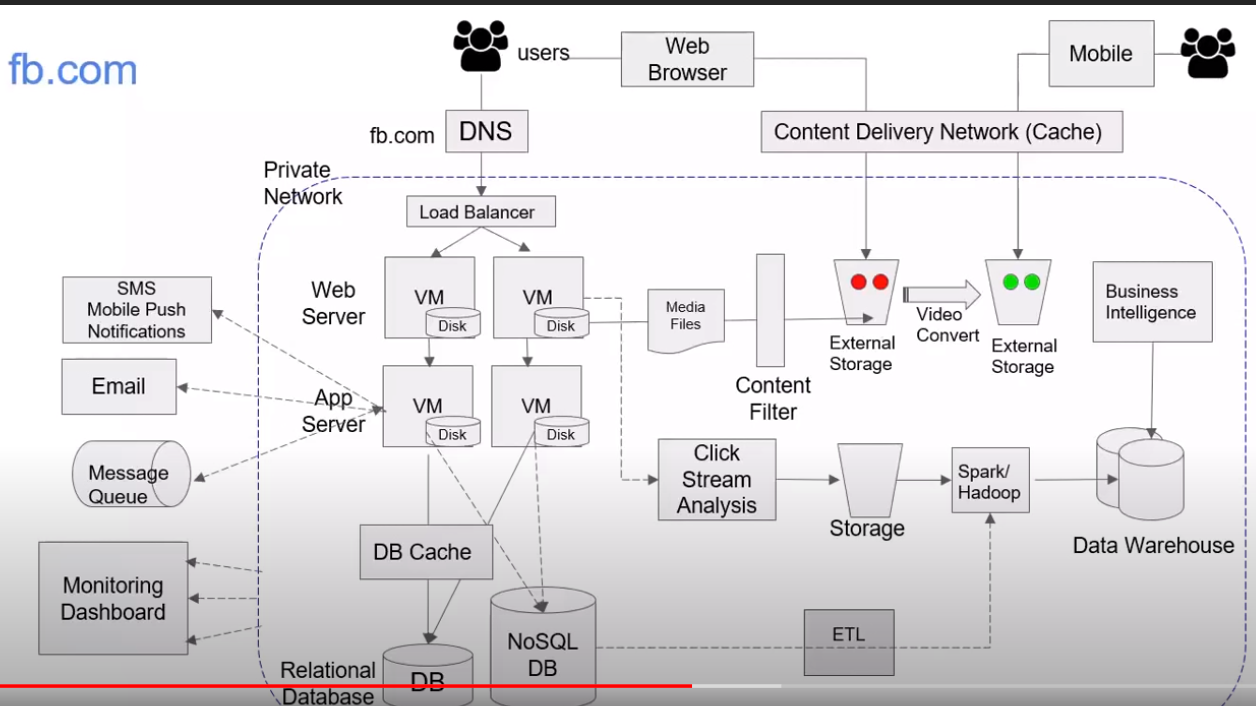 fb.com
users
Web
Browser
Mobile
fb.com
DNS
Content Delivery Network (Cache)
Private
Network
Load Balancer
Web
Server
VM
Disk
VM
Disk
Media
Files
Content
Filter
External
Storage
Video
Convert
External
Storage
Business
Intelligence
SMS
Mobile Push
Notifications
Email
Message
Queue
App
Server
VM
Disk
VM
Disk
Click
Stream
Analysis
Storage
Spark/
Hadoop
Data Warehouse
DB Cache
Monitoring
Dashboard
NoSQL
DB
ETL
Relational
Database
DB